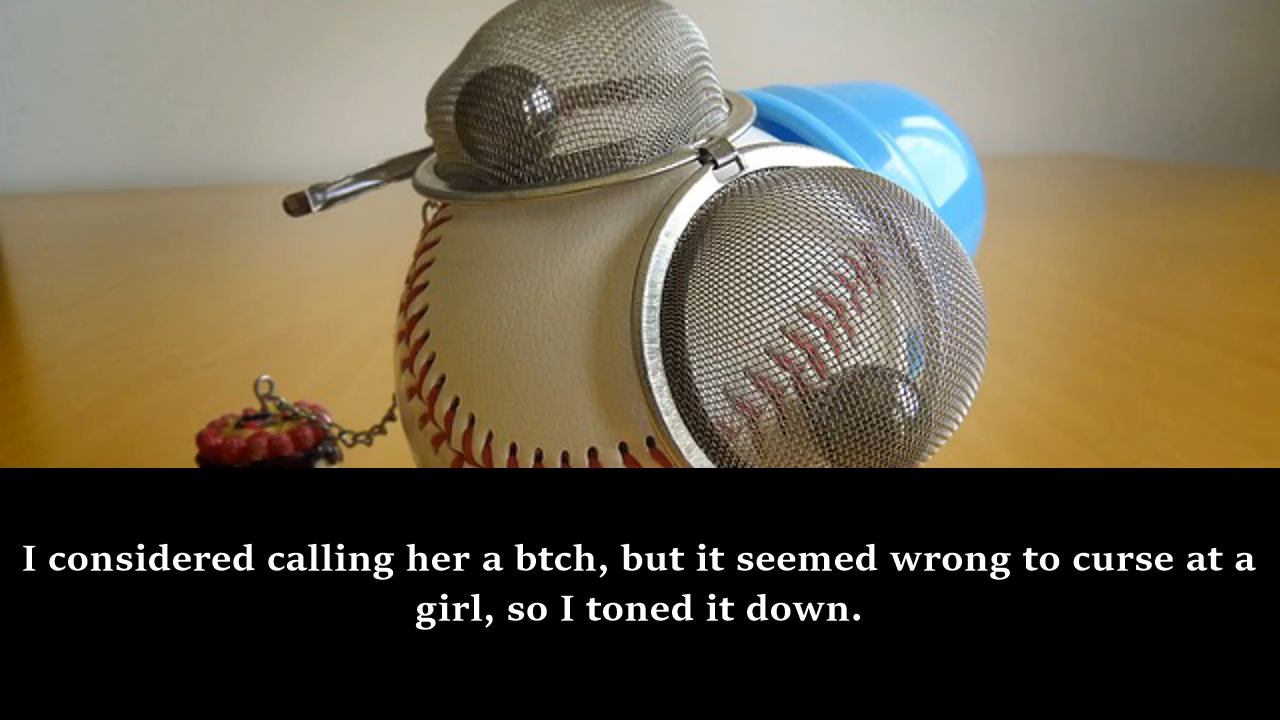 I considered calling her a btch, but it seemed wrong to curse at a
girl, so I toned it down.